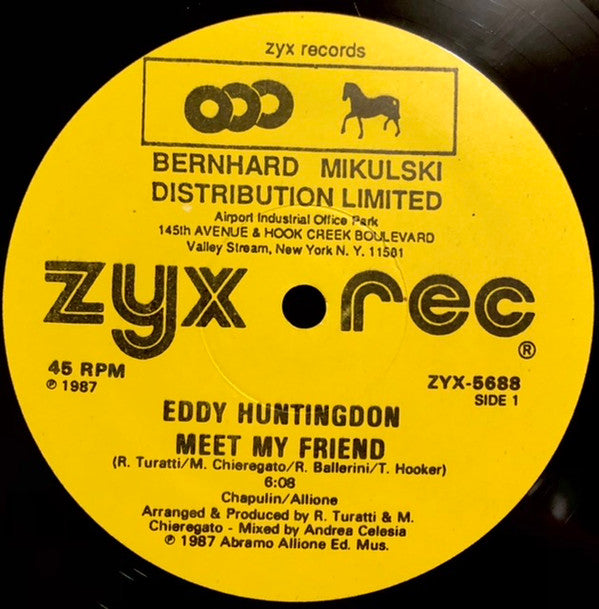 zyx records
BERNHARD MIKULSKI
DISTRIBUTION LIMITED
Airport Industrial Office Park
145th AVENUE & HOOK CREEK BOULEVARD
Valley Stream, New York N. Y. 11581
zyx rec
®
45 RPM
℗ 1987
ZYX-5688
SIDE 1
EDDY HUNTINGDON
MEET MY FRIEND
(R. Turatti/M. Chieregato/R. Ballerini/T. Hooker)
6:08
Chapulin/Allione
Arranged & Produced by R. Turatti & M.
Chieregato - Mixed by Andrea Celesia
℗ 1987 Abramo Allione Ed. Mus.